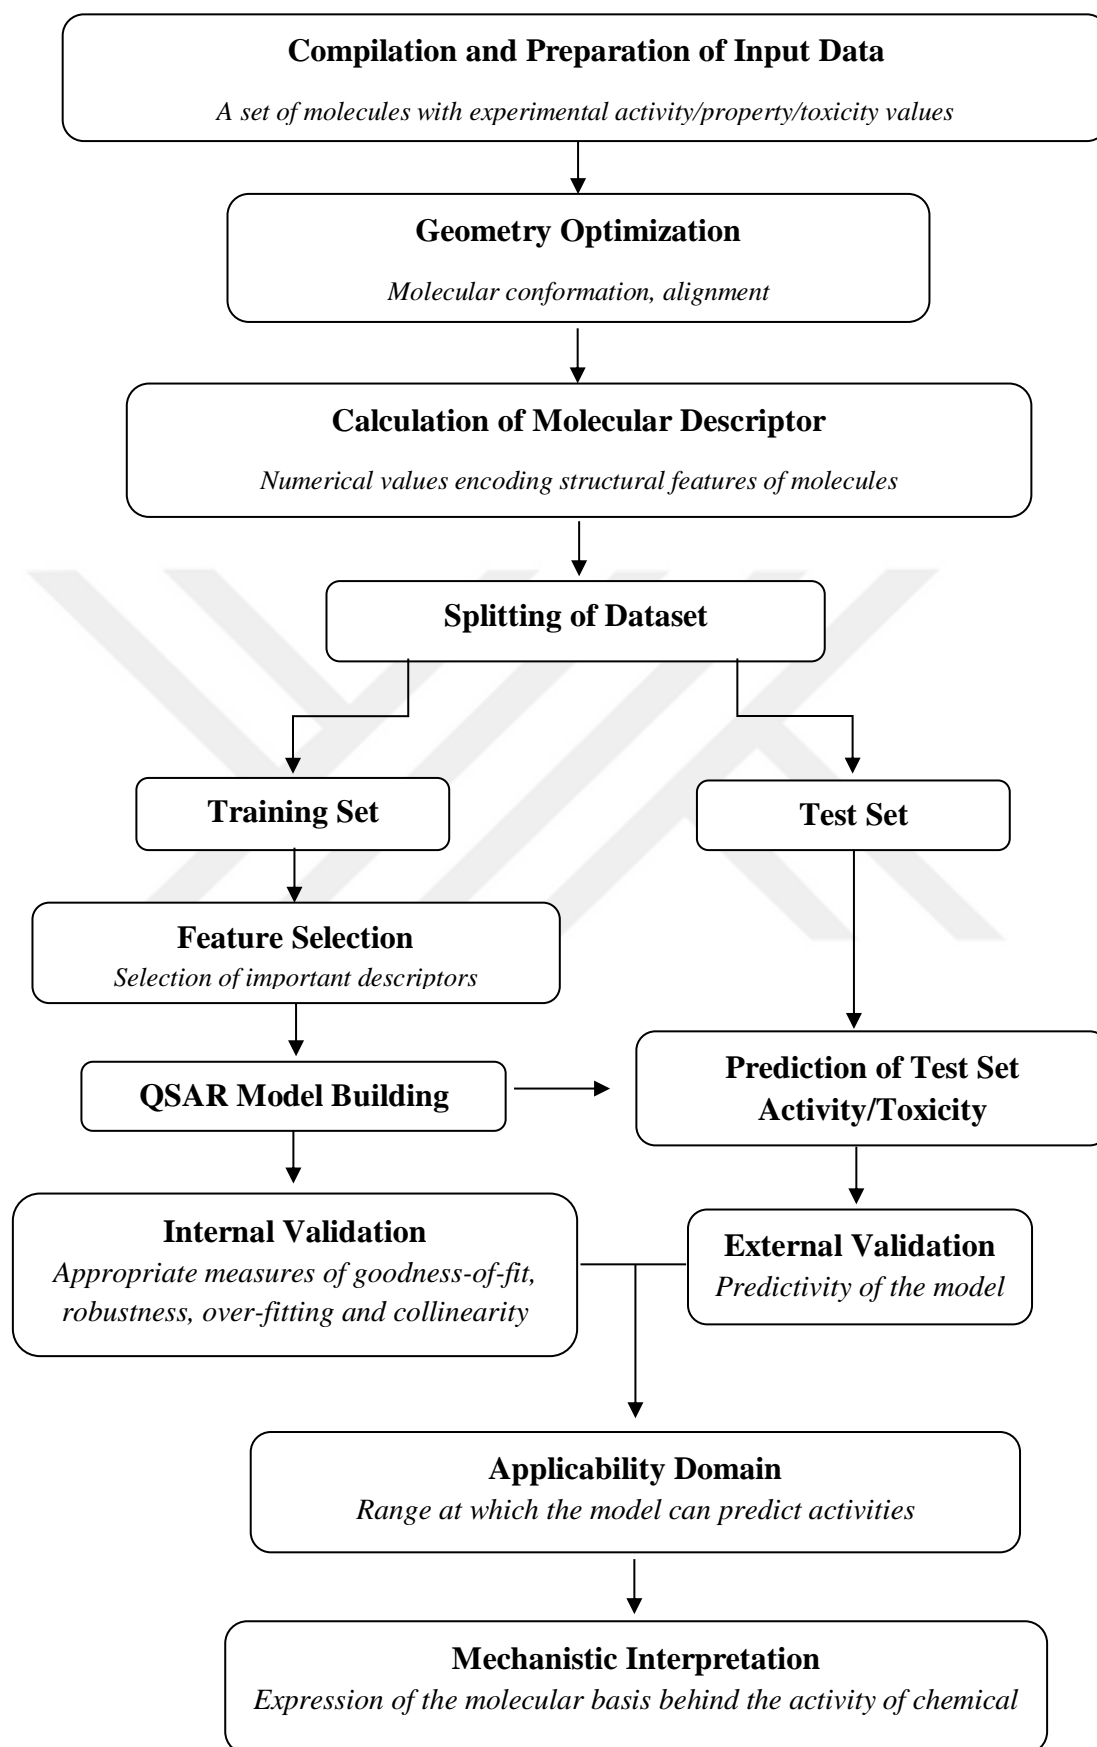 Compilation and Preparation of Input Data
A set of molecules with experimental activity/property/toxicity values
Geometry Optimization
Molecular conformation, alignment
Calculation of Molecular Descriptor
Numerical values encoding structural features of molecules
Splitting of Dataset
Training Set
Test Set
Feature Selection
Selection of important descriptors
QSAR Model Building
Prediction of Test Set
Activity/Toxicity
Internal Validation
Appropriate measures of goodness-of-fit,
robustness, over-fitting and collinearity
External Validation
Predictivity of the model
Applicability Domain
Range at which the model can predict activities
Mechanistic Interpretation
Expression of the molecular basis behind the activity of chemical